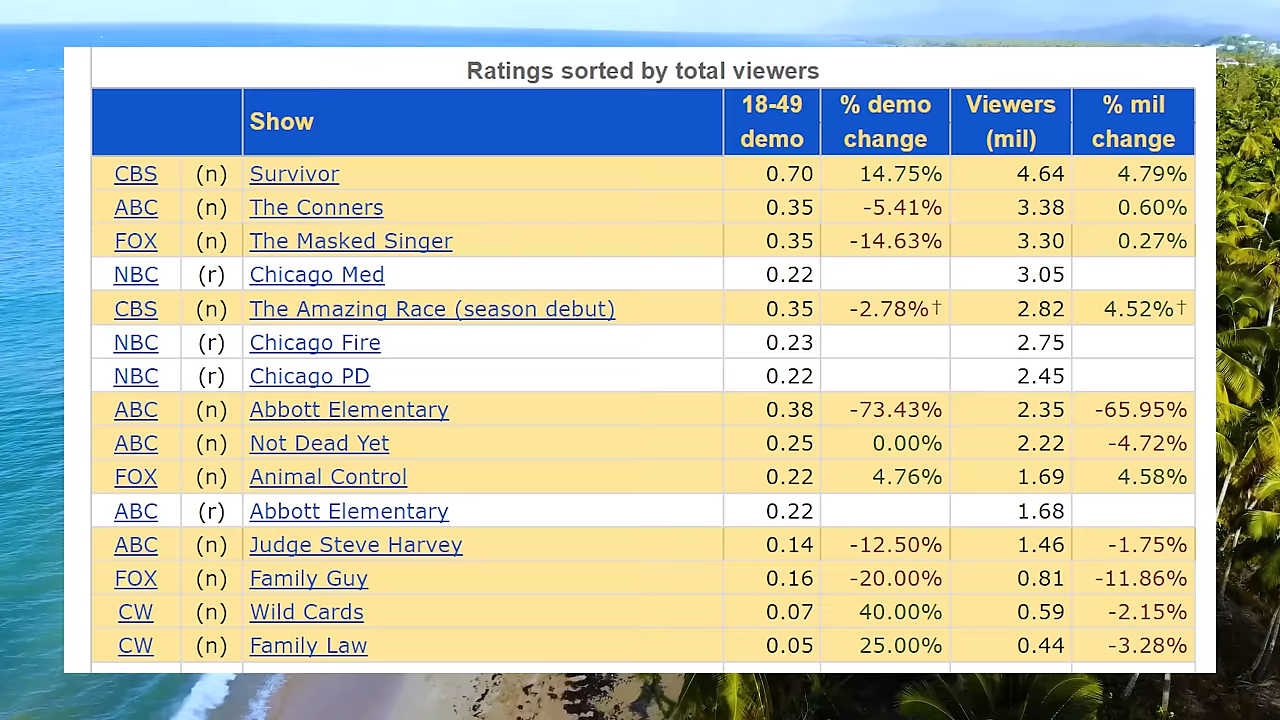 Ratings sorted by total viewers
Show 18-49 demo % demo change Viewers (mil) % mil change
CBS (n) Survivor 0.70 14.75% 4.64 4.79%
ABC (n) The Conners 0.35 -5.41% 3.38 0.60%
FOX (n) The Masked Singer 0.35 -14.63% 3.30 0.27%
NBC (r) Chicago Med 0.22 3.05
CBS (n) The Amazing Race (season debut) 0.35 -2.78%† 2.82 4.52%†
NBC (r) Chicago Fire 0.23 2.75
NBC (r) Chicago PD 0.22 2.45
ABC (n) Abbott Elementary 0.38 -73.43% 2.35 -65.95%
ABC (n) Not Dead Yet 0.25 0.00% 2.22 -4.72%
FOX (n) Animal Control 0.22 4.76% 1.69 4.58%
ABC (r) Abbott Elementary 0.22 1.68
ABC (n) Judge Steve Harvey 0.14 -12.50% 1.46 -1.75%
FOX (n) Family Guy 0.16 -20.00% 0.81 -11.86%
CW (n) Wild Cards 0.07 40.00% 0.59 -2.15%
CW (n) Family Law 0.05 25.00% 0.44 -3.28%